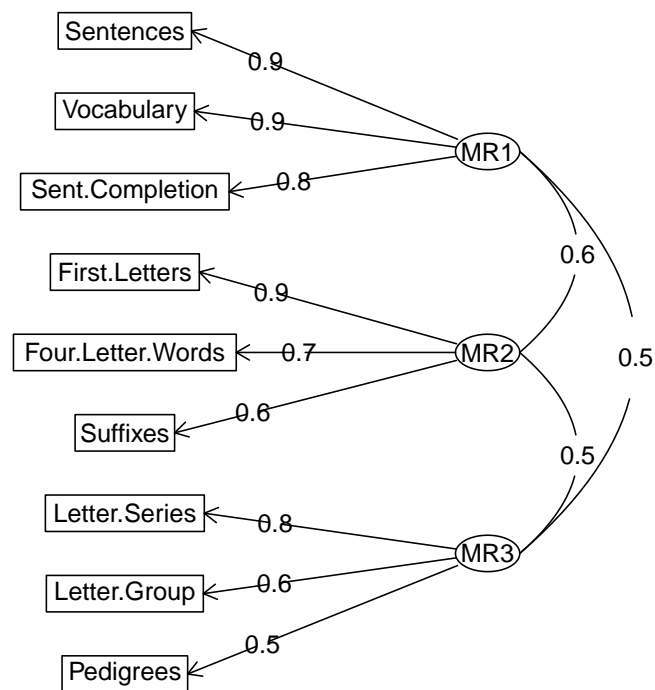 Sentences
0.9
Vocabulary
0.9
MR1
Sent.Completion
0.8
0.6
First.Letters
0.9
Four.Letter.Words
0.7
MR2
0.5
Suffixes
0.6
0.5
Letter.Series
0.8
MR3
Letter.Group
0.6
Pedigrees
0.5